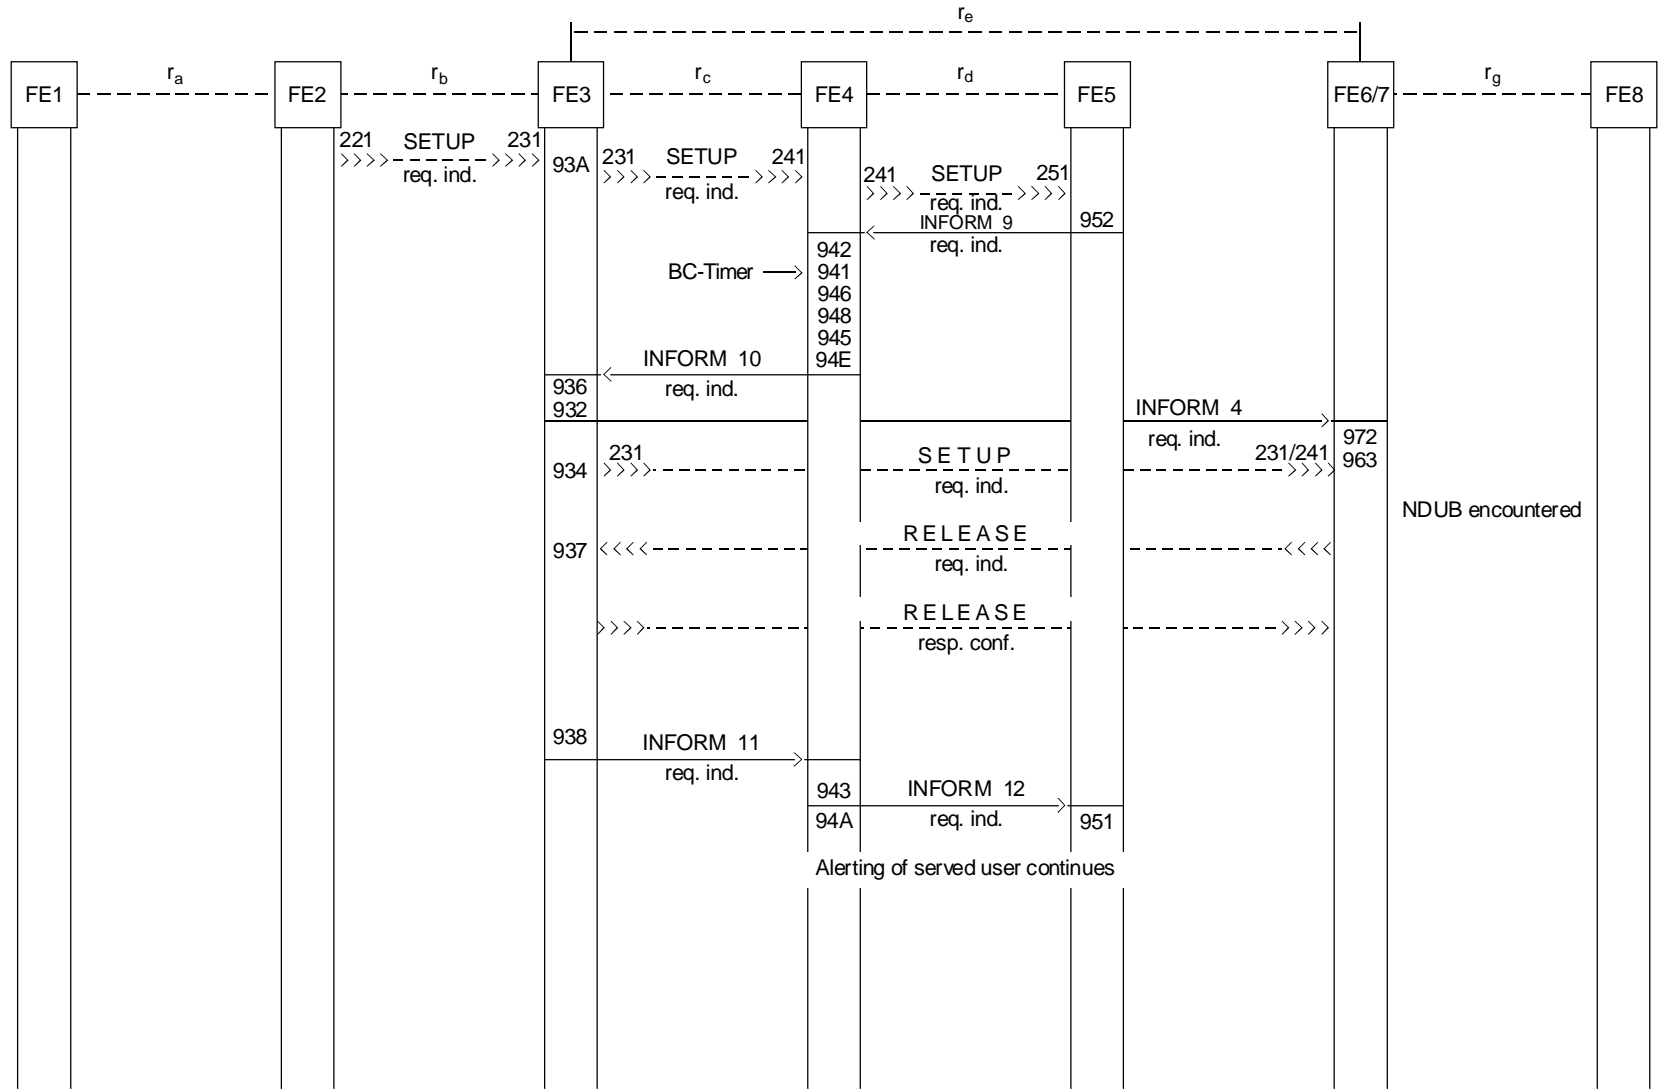 re
ra
rb
rc
rd
rg
FE1
FE2
FE3
FE4
FE5
FE6/7
FE8
221 SETUP 231
req. ind.
93A
231 SETUP 241
req. ind.
241 SETUP 251
req. ind.
INFORM 9
req. ind.
952
942
BC-Timer
941
946
948
945
94E
INFORM 10
req. ind.
936
932
INFORM 4
req. ind.
972
963
934
231
SETUP
req. ind.
231/241
NDUB encountered
937
RELEASE
req. ind.
RELEASE
resp. conf.
938
INFORM 11
req. ind.
943
INFORM 12
req. ind.
94A
951
Alerting of served user continues